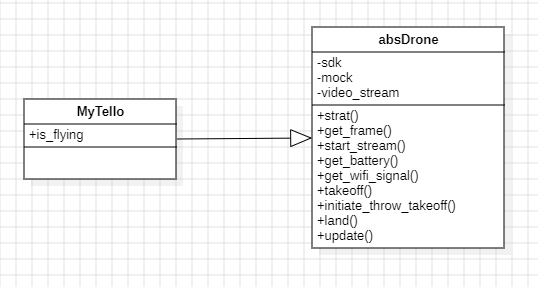 MyTello
+is_flying
absDrone
-sdk
-mock
-video_stream
+strat()
+get_frame()
+start_stream()
+get_battery()
+get_wifi_signal()
+takeoff()
+initiate_throw_takeoff()
+land()
+update()